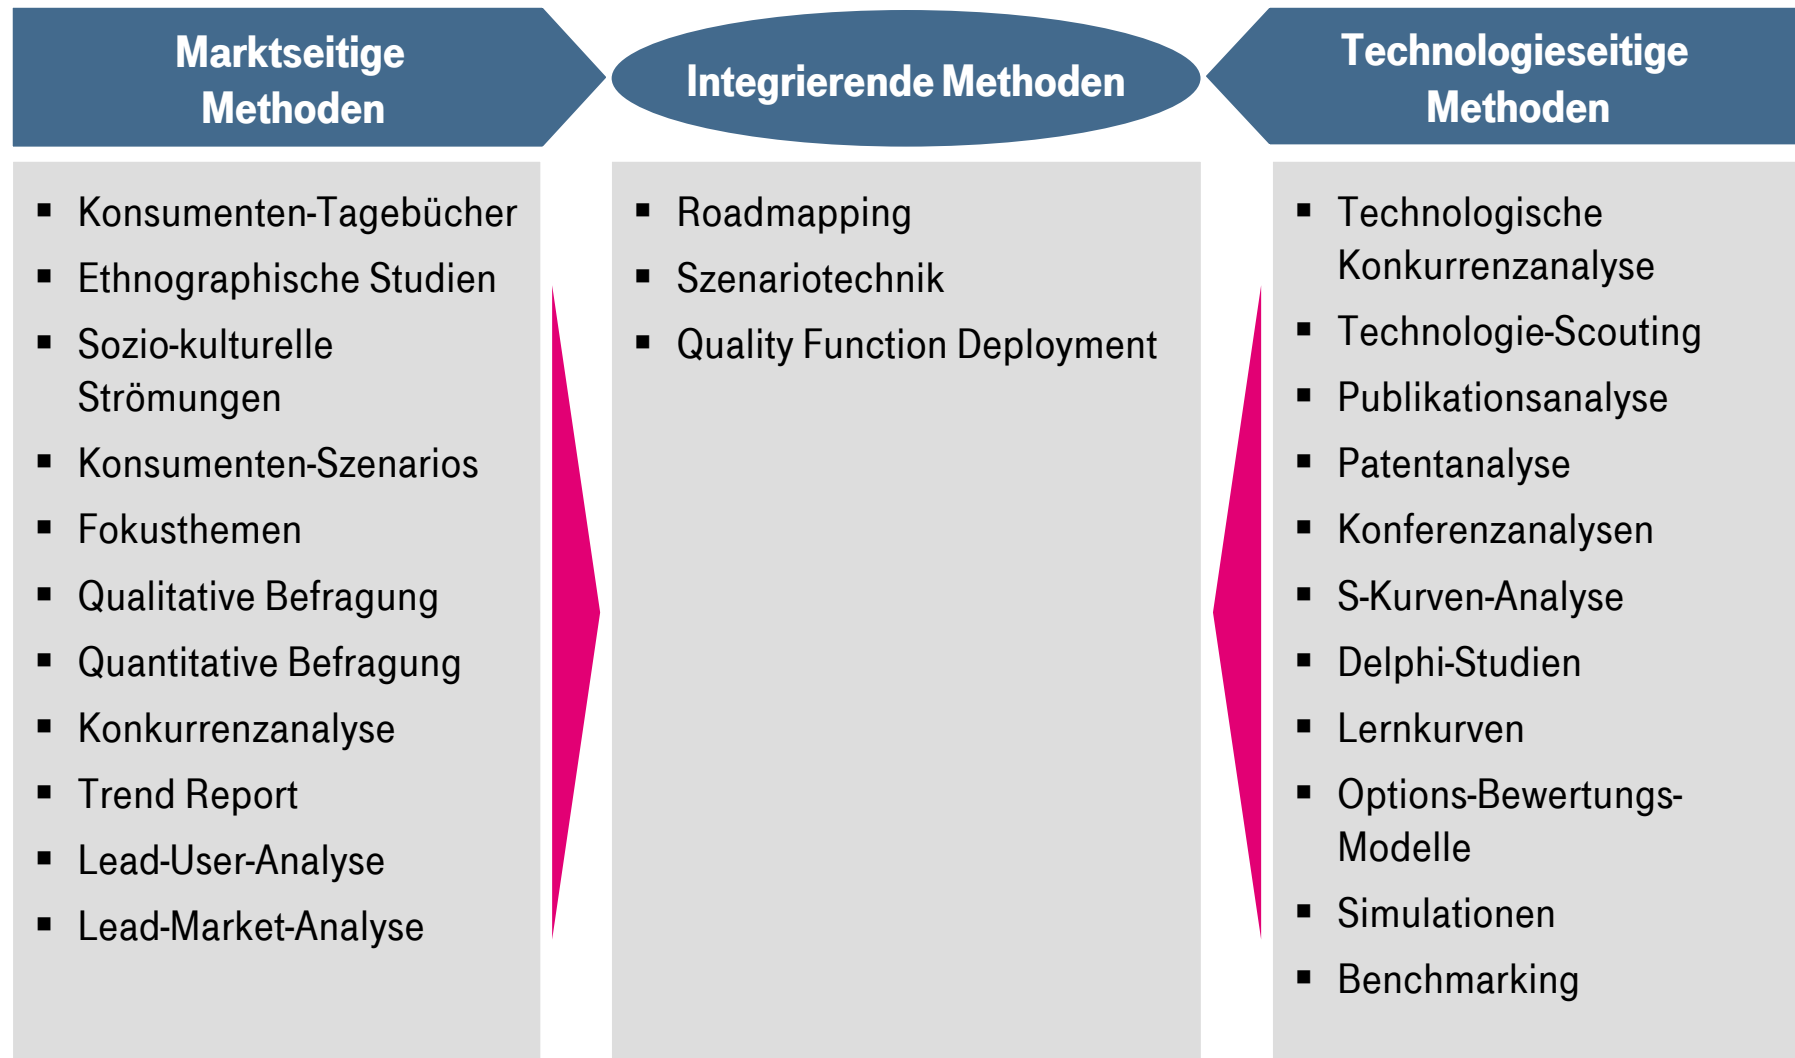 Marktseitige
Methoden
Integrierende Methoden
Technologieseitige
Methoden
▪ Konsumenten-Tagebücher
▪ Ethnographische Studien
▪ Sozio-kulturelle
Strömungen
▪ Konsumenten-Szenarios
▪ Fokusthemen
▪ Qualitative Befragung
▪ Quantitative Befragung
▪ Konkurrenzanalyse
▪ Trend Report
▪ Lead-User-Analyse
▪ Lead-Market-Analyse
▪ Roadmapping
▪ Szenariotechnik
▪ Quality Function Deployment
▪ Technologische
Konkurrenzanalyse
▪ Technologie-Scouting
▪ Publikationsanalyse
▪ Patentanalyse
▪ Konferenzanalysen
▪ S-Kurven-Analyse
▪ Delphi-Studien
▪ Lernkurven
▪ Options-Bewertungs-
Modelle
▪ Simulationen
▪ Benchmarking